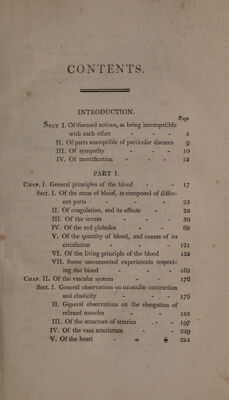 CONTENTS.
INTRODUCTION.
Page
SECT I. Of diseased actions, as being incompatible
with each other - - 3
II. Of parts susceptible of particular diseases 9
III. Of sympathy - - - 10
IV. Of mortification - - - 12
PART I.
CHAP. I. General principles of the blood - - 17
Sect. I. Of the mass of blood, as composed of differ-
ent parts - - - 25
II. Of coagulation, and its effects - - 28
III. Of the serum - - - 50
IV. Of the red globules - - 68
V. Of the quantity of blood, and course of its
circulation - - - 121
VI. Of the living principle of the blood 122
VII. Some unconnected experiments respect-
ing the blood - - - 163
CHAP. II. Of the vascular system - - 176
Sect. I. General observations on muscular contraction
and elasticity - - - 176
II. General observations on the elongation of
relaxed muscles - - 185
III. Of the structure of arteries - - 197
IV. Of the vasa arteriarum - - 220
V. Of the heart - - - 224